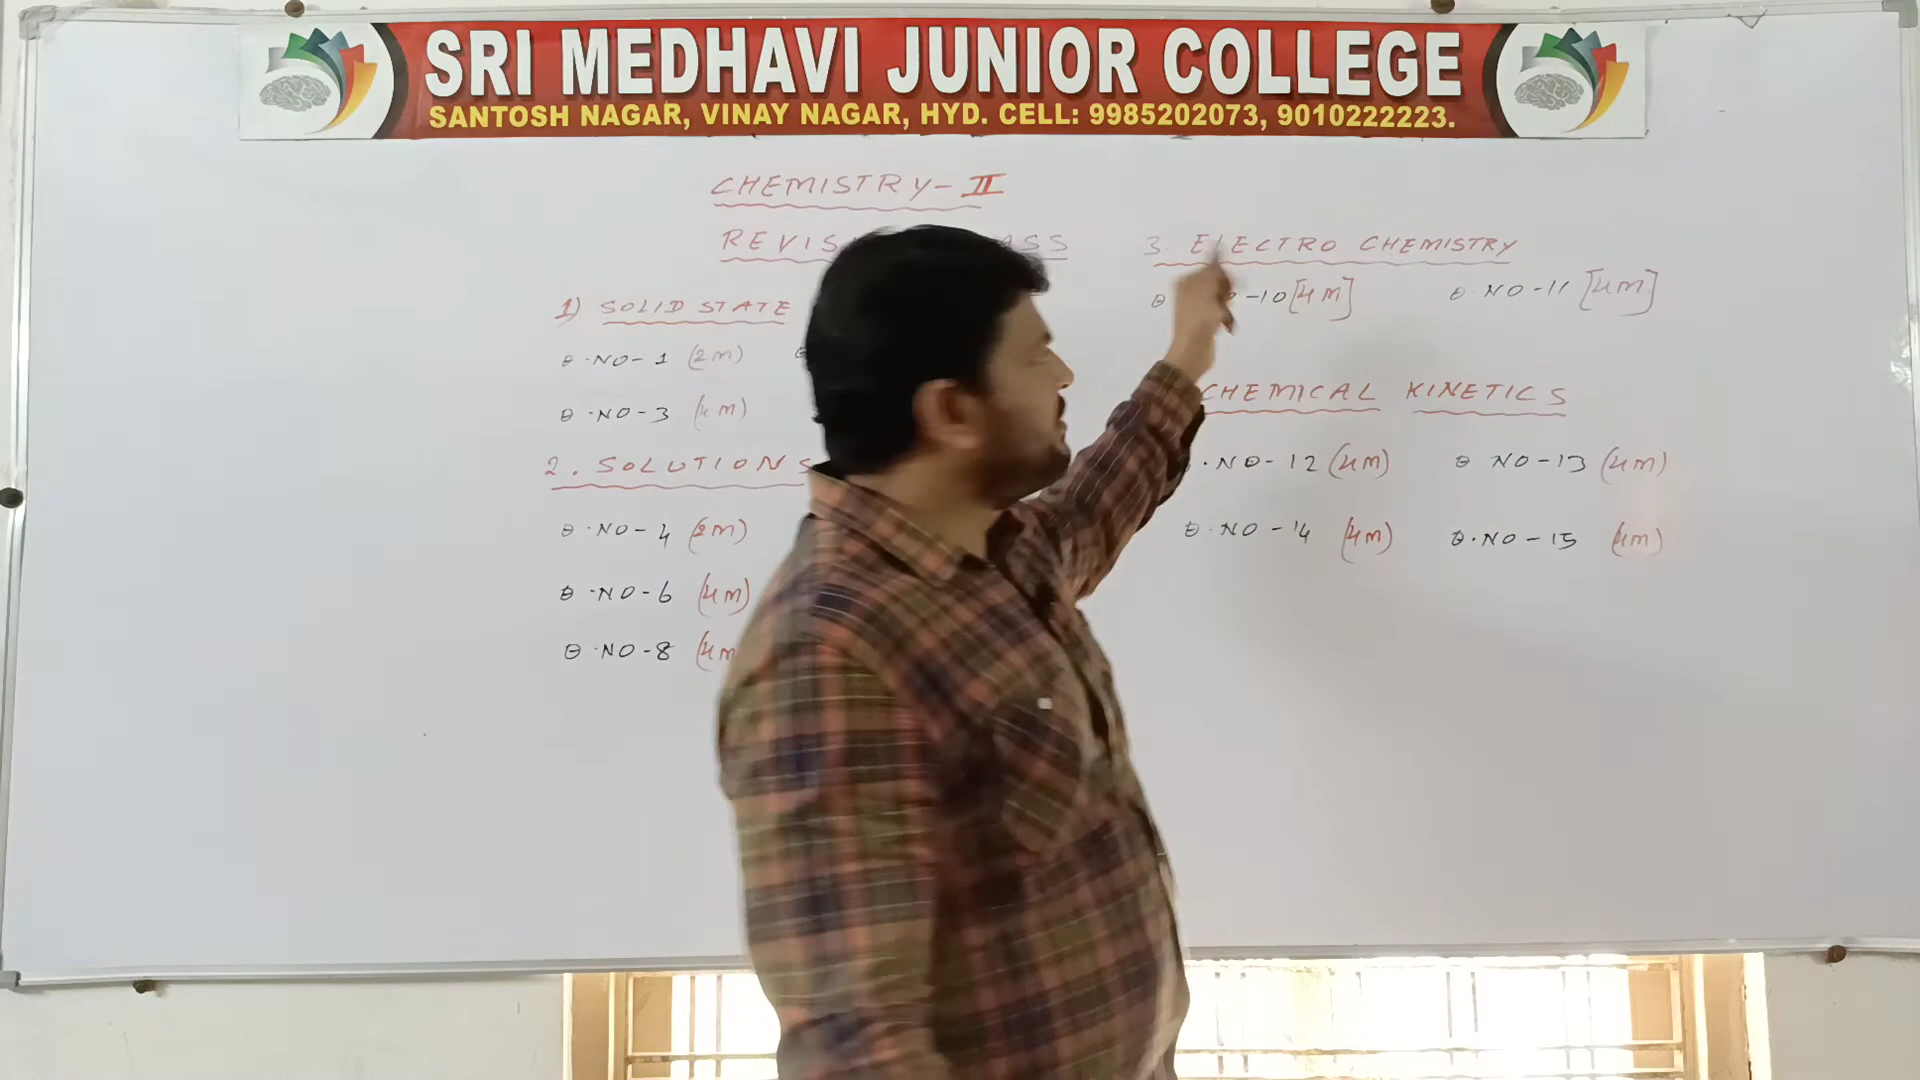 SRI MEDHAVI JUNIOR COLLEGE
SANTOSH NAGAR, VINAY NAGAR, HYD. CELL: 9985202073, 9010222223.
CHEMISTRY-II
1) SOLID STATE
Q.NO-1 (2M)
Q.NO-3 (4M)
2. SOLUTIONS
Q.NO-4 (2M)
Q.NO-6 (4M)
Q.NO-8 (4M
3. ELECTRO CHEMISTRY
-10 [4M] Q.NO-11 [4M]
CHEMICAL KINETICS
.NO-12 (4M) Q NO-13 (4M)
Q.NO-14 (4M) Q.NO-15 (4M)